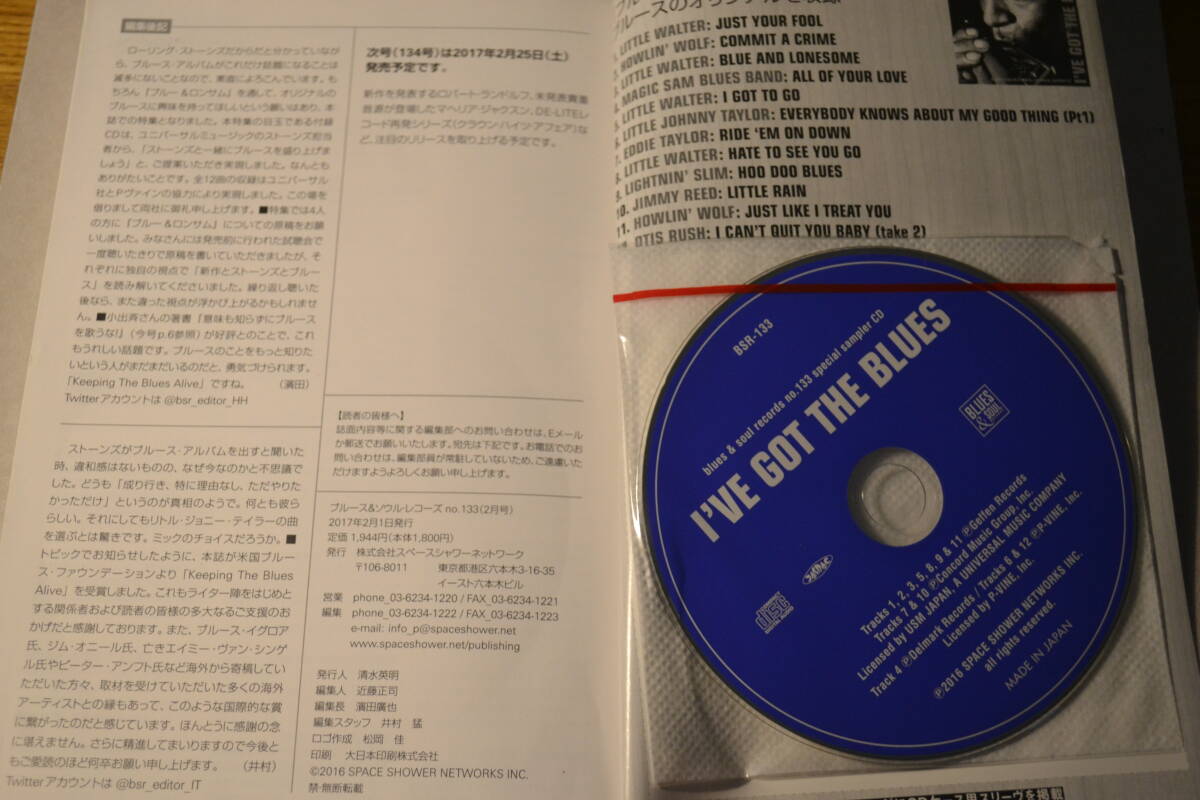 編集後記
ローリング・ストーンズだからだと分かっていなが
ら、ブルース・アルバムがこれだけ話題になることは
滅多にないことなので、素直によろこんでいます。も
ちろん『ブルー＆ロンサム』を通して、オリジナルの
ブルースに興味を持ってほしいという願いはあり、本
誌での特集となりました。本特集の目玉である付録
CDは、ユニバーサルミュージックのストーンズ担当
者から、「ストーンズと一緒にブルースを盛り上げま
しょう」と、ご提案いただき実現しました。なんとも
ありがたいことです。全12曲の収録はユニバーサル
社とPヴァインの協力により実現しました。この場を
借りまして両社に御礼申し上げます。■特集では4人
の方に『ブルー＆ロンサム』についての原稿をお願
いしました。みなさんには発売前に行われた試聴会で
一度聴いたきりで原稿を書いていただきましたが、そ
れぞれに独自の視点で「新作とストーンズとブルー
ス」を読み解いてくださいました。繰り返し聴いた
後なら、また違った視点が浮かび上がるかもしれませ
ん。■小出斉さんの著書『意味も知らずにブルース
を歌うな!』（今号p.6参照）が好評とのことで、これ
もうれしい話題です。ブルースのことをもっと知りた
いという人がまだまだいるのだと、勇気づけられます。
「Keeping The Blues Alive」ですね。 （濱田）
Twitterアカウントは @bsr_editor_HH
ストーンズがブルース・アルバムを出すと聞いた
時、違和感はないものの、なぜ今なのかと不思議で
した。どうも「成り行き、特に理由なし、ただやりた
かっただけ」というのが真相のようで。何とも彼ら
らしい。それにしてもリトル・ジョニー・テイラーの曲
を選ぶとは驚きです。ミックのチョイスだろうか。■
トピックでお知らせしたように、本誌が米国ブルー
ス・ファウンデーションより「Keeping The Blues
Alive」を受賞しました。これもライター陣をはじめと
する関係者および読者の皆様の多大なるご支援のお
かげだと感謝しております。また、ブルース・イグロア
氏、ジム・オニール氏、亡きエイミー・ヴァン・シンゲ
ル氏やピーター・アンフト氏など海外から寄稿してい
ただいた方々、取材を受けていただいた多くの海外
アーティストとの縁もあって、このような国際的な賞
に繋がったのだと感じています。ほんとうに感謝の念
に堪えません。さらに精進してまいりますので今後と
もご愛読のほど何卒お願い申し上げます。 （井村）
Twitterアカウントは @bsr_editor_IT
次号（134号）は2017年2月25日（土）
発売予定です。
新作を発表するロバート・ランドルフ、未発表貴重
音源が登場したマヘリア・ジャクスン、DE-LITEレ
コード再発シリーズ（クラウン・ハイツ・アフェア）な
ど、注目のリリースを取り上げる予定です。
【読者の皆様へ】
誌面内容等に関する編集部へのお問い合わせは、Eメール
か郵送でお願いいたします。宛先は下記です。お電話でのお
問い合わせは、編集部員が常駐していないため、ご遠慮いた
だけますようよろしくお願い申し上げます。
ブルース&ソウル・レコーズ no.133（2月号）
2017年2月1日発行
定価 1,944円（本体1,800円）
発行 株式会社スペースシャワーネットワーク
〒106-8011 東京都港区六本木3-16-35
イースト六本木ビル
営業 phone_03-6234-1220 / FAX_03-6234-1221
編集 phone_03-6234-1222 / FAX_03-6234-1223
e-mail: info_p@spaceshower.net
www.spaceshower.net/publishing
発行人 清水英明
編集人 近藤正司
編集長 濱田廣也
編集スタッフ 井村 猛
ロゴ作成 松岡 佳
印刷 大日本印刷株式会社
©2016 SPACE SHOWER NETWORKS INC.
禁・無断転載
ブルースのオリジナルを収録
LITTLE WALTER: JUST YOUR FOOL
HOWLIN' WOLF: COMMIT A CRIME
LITTLE WALTER: BLUE AND LONESOME
MAGIC SAM BLUES BAND: ALL OF YOUR LOVE
LITTLE WALTER: I GOT TO GO
LITTLE JOHNNY TAYLOR: EVERYBODY KNOWS ABOUT MY GOOD THING (Pt1)
7. EDDIE TAYLOR: RIDE 'EM ON DOWN
8. LITTLE WALTER: HATE TO SEE YOU GO
9. LIGHTNIN' SLIM: HOO DOO BLUES
10. JIMMY REED: LITTLE RAIN
11. HOWLIN' WOLF: JUST LIKE I TREAT YOU
OTIS RUSH: I CAN'T QUIT YOU BABY (take 2)
I'VE GOT THE B
BSR-133
blues & soul records no.133 special sampler CD
I'VE GOT THE BLUES
BLUES & SOUL
Tracks 1, 2, 3, 5, 8, 9 & 11 ℗Geffen Records
Tracks 7 & 10 ℗Concord Music Group, Inc.
Licensed by USM JAPAN, A UNIVERSAL MUSIC COMPANY
Track 4 ℗Delmark Records / Tracks 6 & 12 ℗P-VINE, Inc.
Licensed by P-VINE, Inc.
℗2016 SPACE SHOWER NETWORKS INC.
all rights reserved.
MADE IN JAPAN